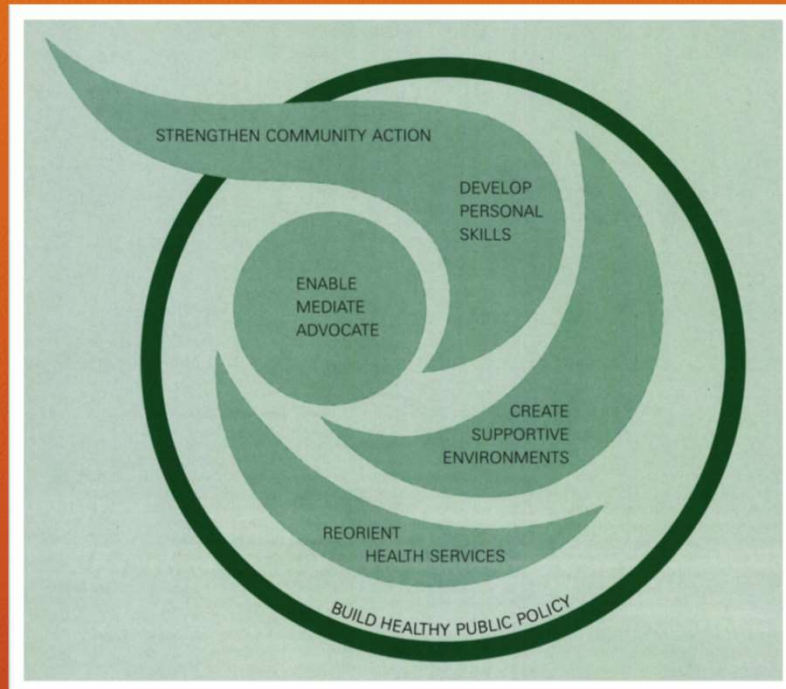 STRENGTHEN COMMUNITY ACTION
DEVELOP
PERSONAL
SKILLS
ENABLE
MEDIATE
ADVOCATE
CREATE
SUPPORTIVE
ENVIRONMENTS
REORIENT
HEALTH SERVICES
BUILD HEALTHY PUBLIC POLICY